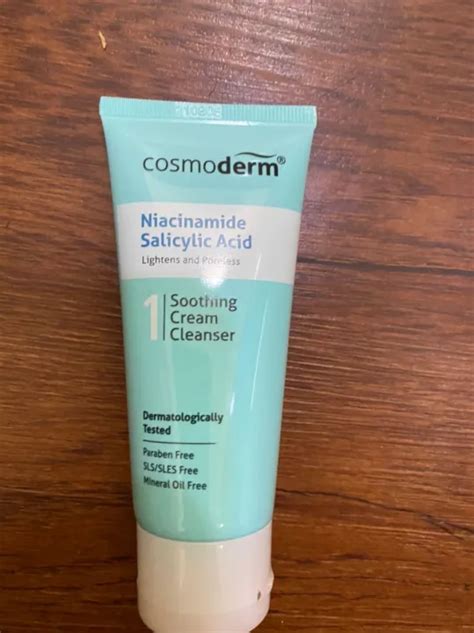 cosmoderm®
Niacinamide
Salicylic Acid
Lightens and Poreless
1
Soothing
Cream
Cleanser
Dermatologically
Tested
Paraben Free
SLS/SLES Free
Mineral Oil Free